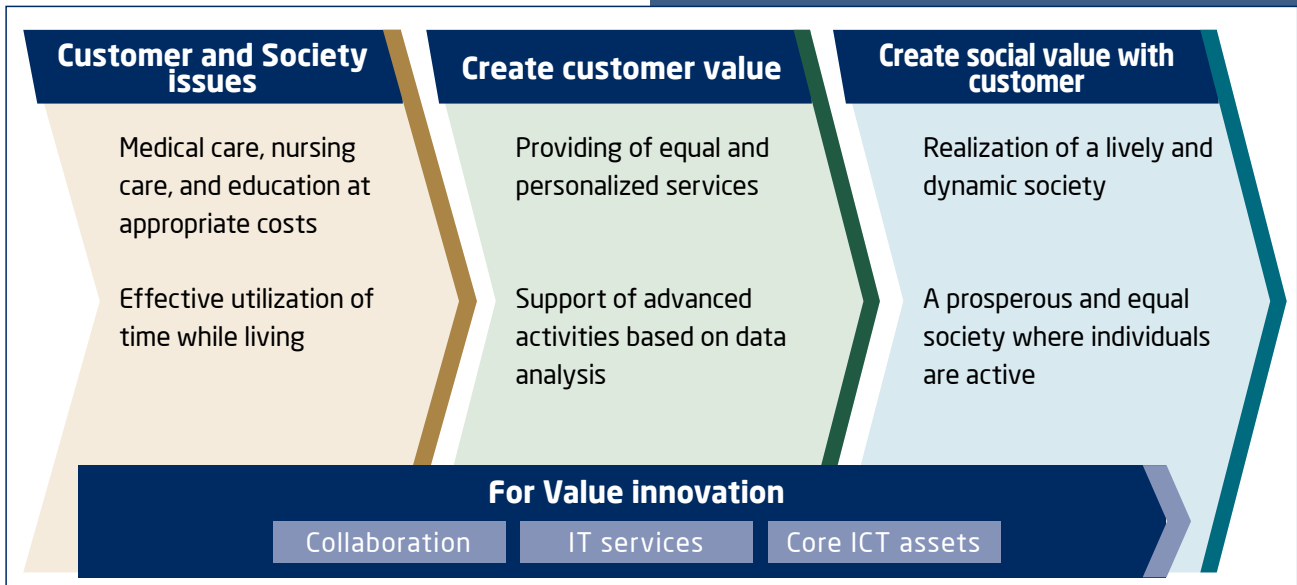 Customer and Society
issues
Medical care, nursing
care, and education at
appropriate costs
Effective utilization of
time while living
Create customer value
Providing of equal and
personalized services
Support of advanced
activities based on data
analysis
Create social value with
customer
Realization of a lively and
dynamic society
A prosperous and equal
society where individuals
are active
For Value innovation
Collaboration
IT services
Core ICT assets